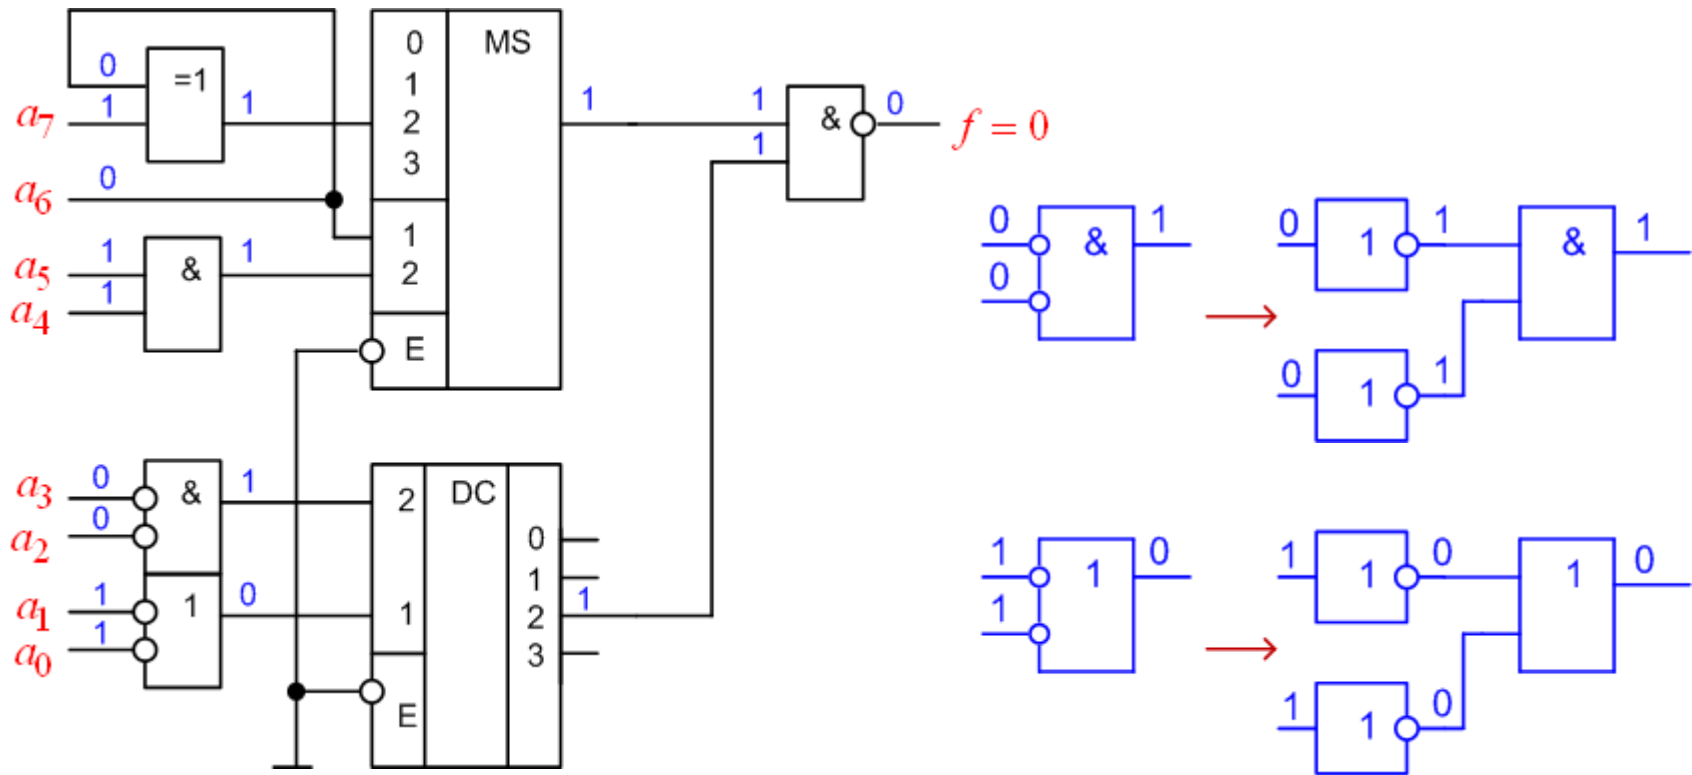 0 MS
0 =1 1 1 1 1 0
a7 1 2 & f = 0
3 1
a6 0
1 0 & 1 0 1 1 & 1
a5 1 & 1 2 0 0 1
a4 1
E
a3 0 & 1 2 DC
a2 0 0
1 1 1 0 1 1 0 1 0
a1 1 1 0 1 2 1 1
a0 1 3
E 1 1 0